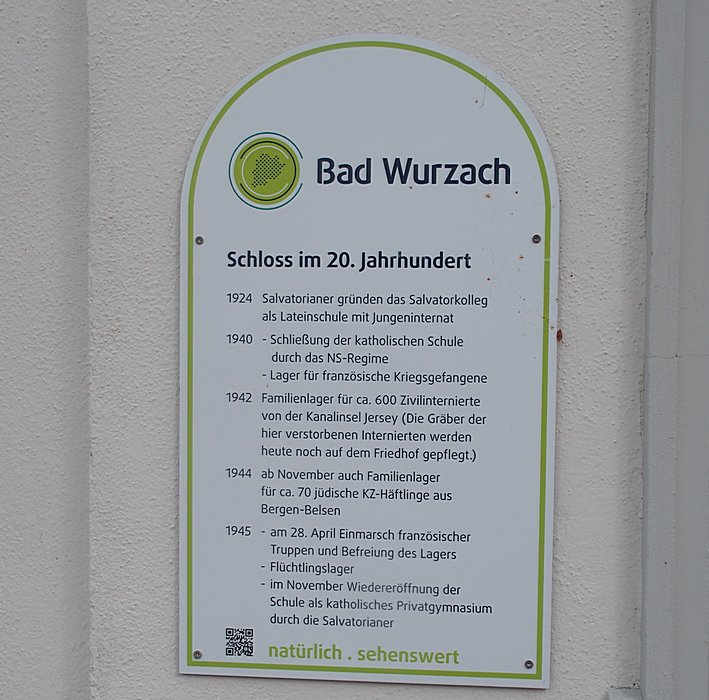 Bad Wurzach
Schloss im 20. Jahrhundert
1924 Salvatorianer gründen das Salvatorkolleg
als Lateinschule mit Jungeninternat
1940 - Schließung der katholischen Schule
durch das NS-Regime
- Lager für französische Kriegsgefangene
1942 Familienlager für ca. 600 Zivilinternierte
von der Kanalinsel Jersey (Die Gräber der
hier verstorbenen Internierten werden
heute noch auf dem Friedhof gepflegt.)
1944 ab November auch Familienlager
für ca. 70 jüdische KZ-Häftlinge aus
Bergen-Belsen
1945 - am 28. April Einmarsch französischer
Truppen und Befreiung des Lagers
- Flüchtlingslager
- im November Wiedereröffnung der
Schule als katholisches Privatgymnasium
durch die Salvatorianer
natürlich . sehenswert